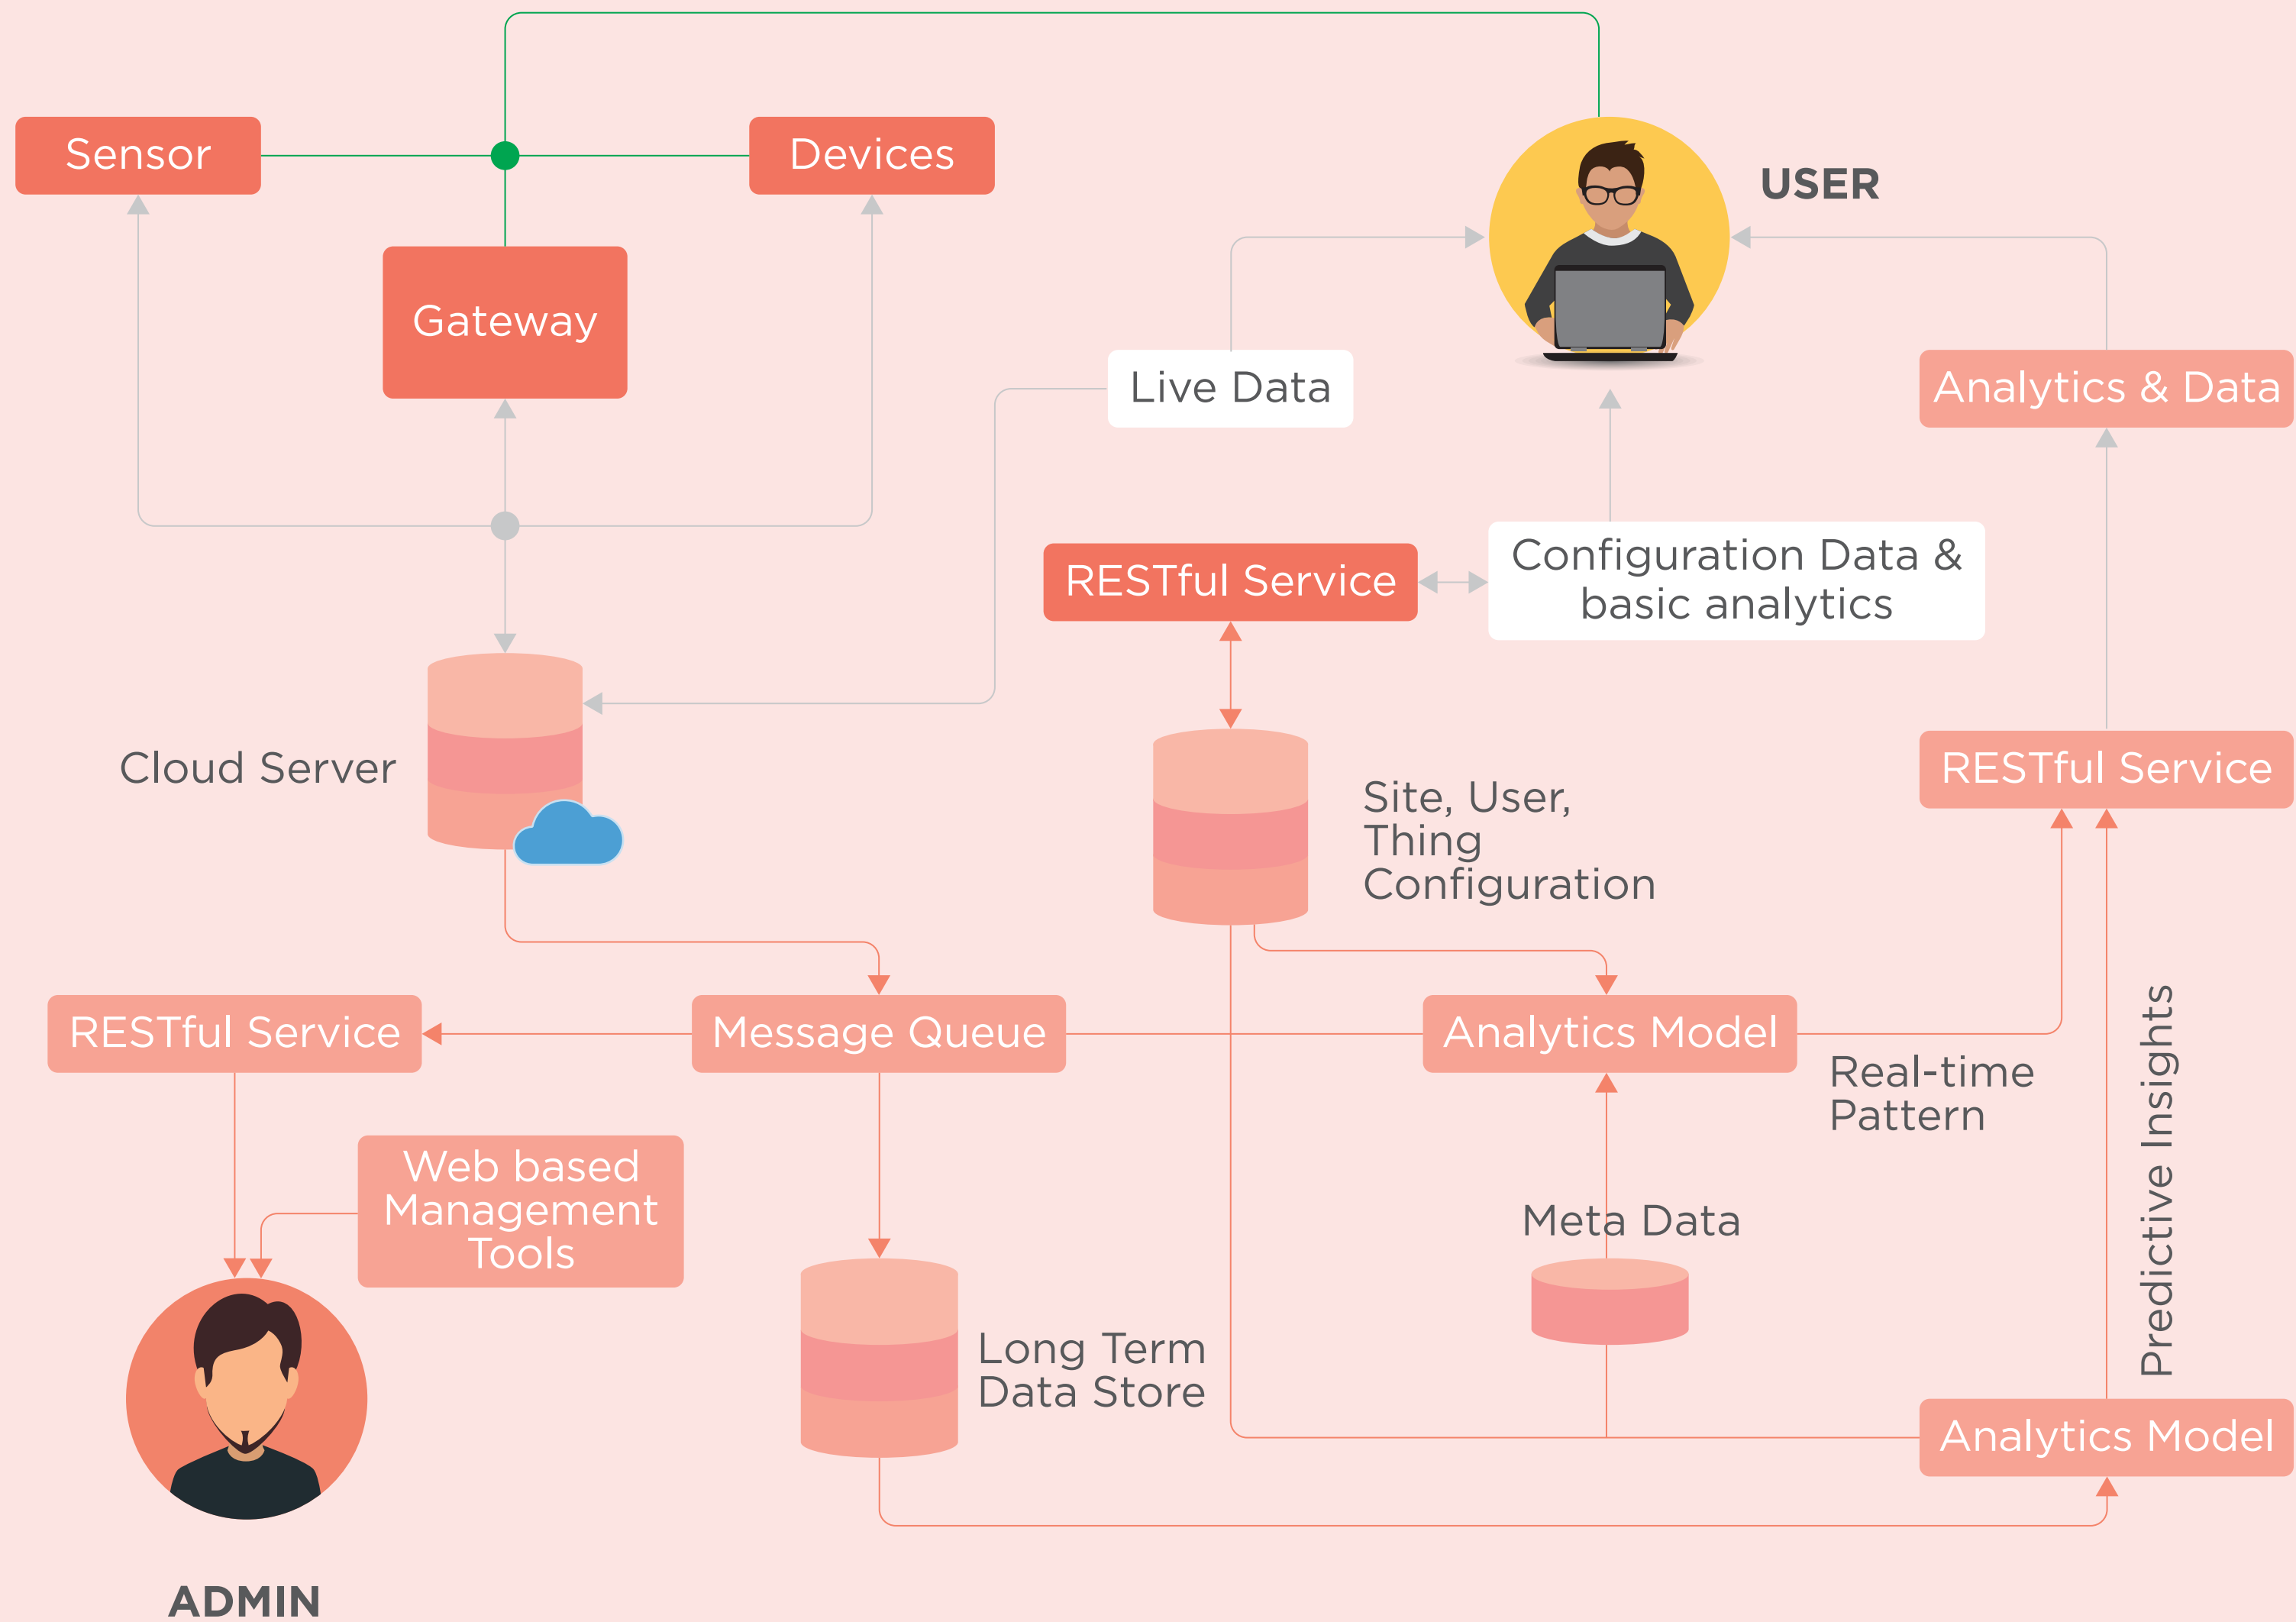 Sensor
Devices
USER
Gateway
Live Data
Analytics & Data
RESTful Service
Configuration Data &
basic analytics
Cloud Server
Site, User,
Thing
Configuration
RESTful Service
RESTful Service
Message Queue
Analytics Model
Real-time
Pattern
Predictive Insights
Web based
Management
Tools
Meta Data
Long Term
Data Store
Analytics Model
ADMIN